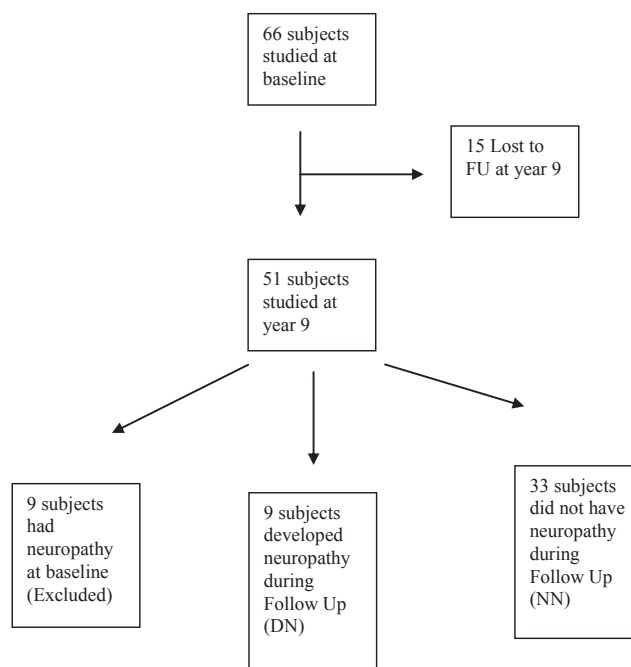 66 subjects
studied at
baseline
15 Lost to
FU at year 9
51 subjects
studied at
year 9
9 subjects
had
neuropathy
at baseline
(Excluded)
9 subjects
developed
neuropathy
during
Follow Up
(DN)
33 subjects
did not have
neuropathy
during
Follow Up
(NN)